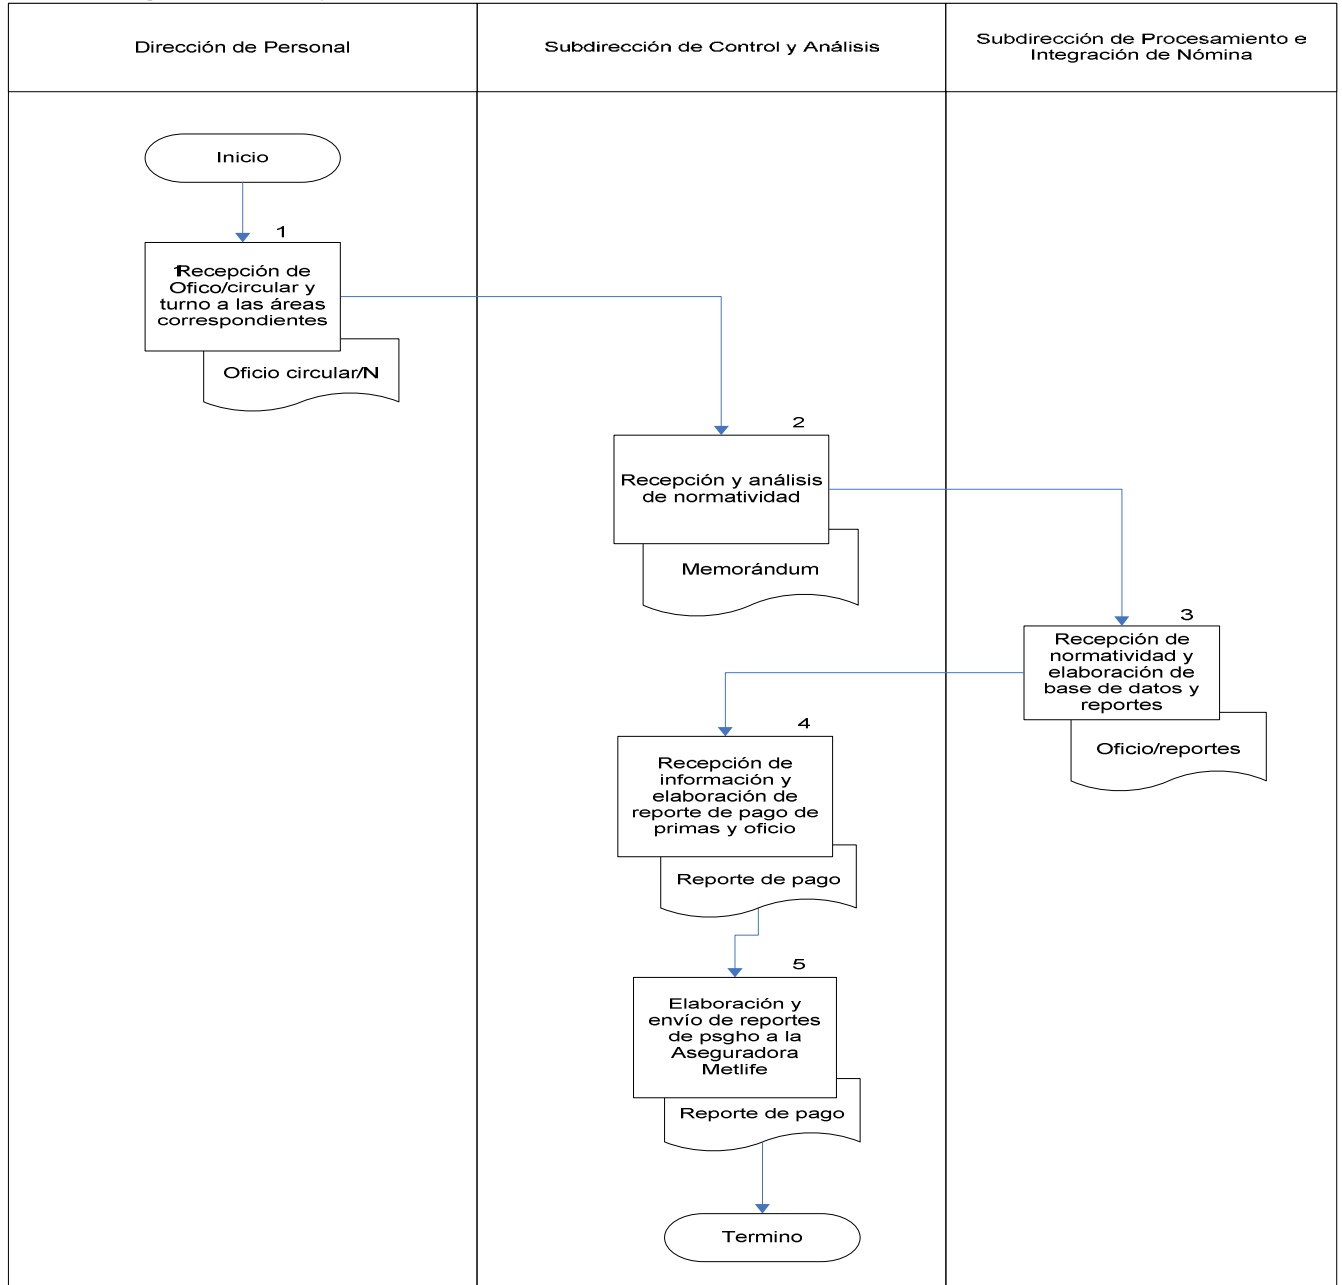 Dirección de Personal
Subdirección de Control y Análisis
Subdirección de Procesamiento e
Integración de Nómina
Inicio
1
1Recepción de
Ofico/circular y
turno a las áreas
correspondientes
Oficio circular/N
2
Recepción y análisis
de normatividad
Memorándum
3
Recepción de
normatividad y
elaboración de
base de datos y
reportes
Oficio/reportes
4
Recepción de
información y
elaboración de
reporte de pago de
primas y oficio
Reporte de pago
5
Elaboración y
envío de reportes
de psgho a la
Aseguradora
Metlife
Reporte de pago
Termino